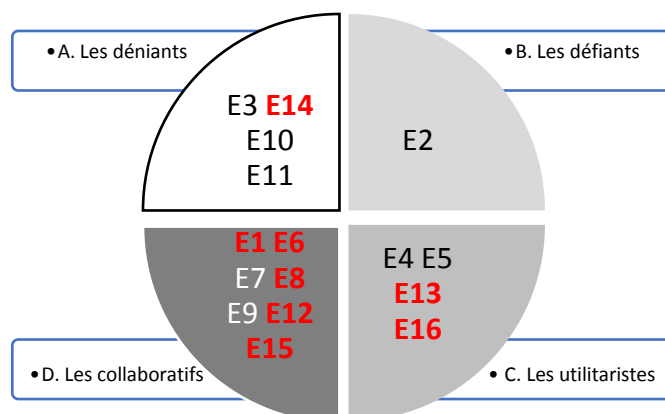 •A. Les déniants
•B. Les défiants
E3 E14
E10
E11
E2
E1 E6
E7 E8
E9 E12
E15
E4 E5
E13
E16
•D. Les collaboratifs
• C. Les utilitaristes